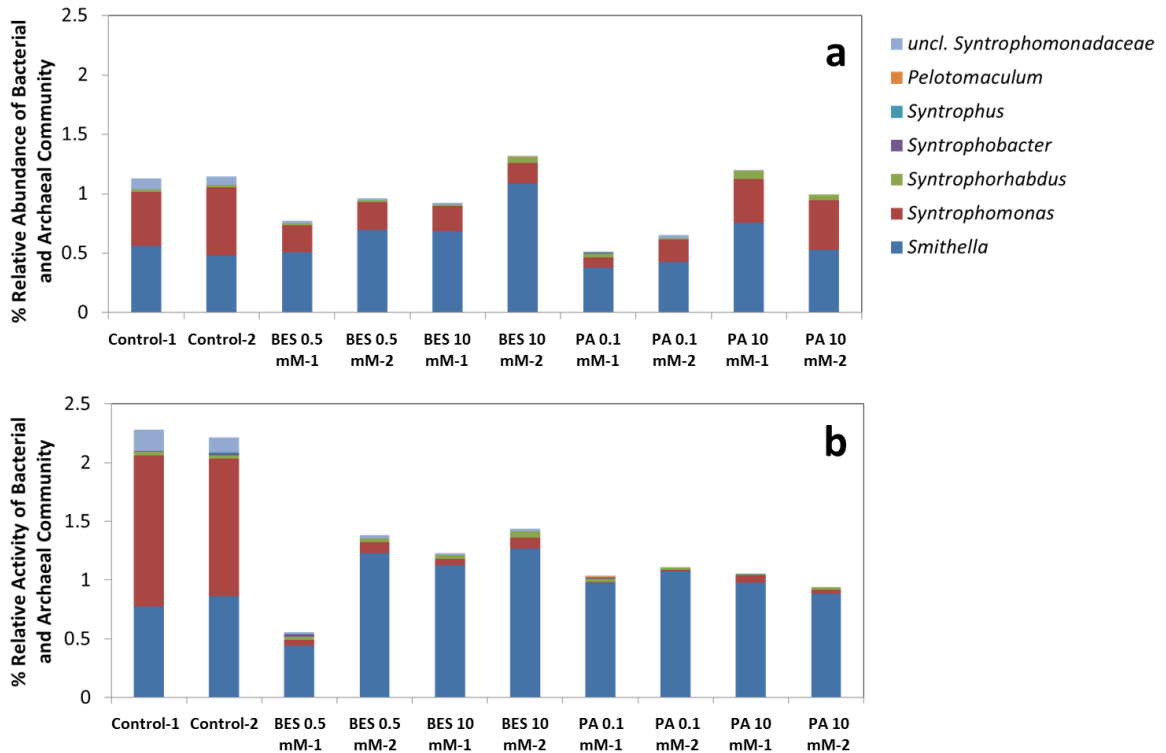 % Relative Abundance of Bacterial
and Archaeal Community
2.5
2
1.5
1
0.5
0
a
Control-1 Control-2 BES 0.5 BES 0.5 BES 10 BES 10 PA 0.1 PA 0.1 PA 10 PA 10
mM-1 mM-2 mM-1 mM-2 mM-1 mM-2 mM-1 mM-2
uncl. Syntrophomonadaceae
Pelotomaculum
Syntrophus
Syntrophobacter
Syntrophorhabdus
Syntrophomonas
Smithella
% Relative Activity of Bacterial
and Archaeal Community
2.5
2
1.5
1
0.5
0
b
Control-1 Control-2 BES 0.5 BES 0.5 BES 10 BES 10 PA 0.1 PA 0.1 PA 10 PA 10
mM-1 mM-2 mM-1 mM-2 mM-1 mM-2 mM-1 mM-2